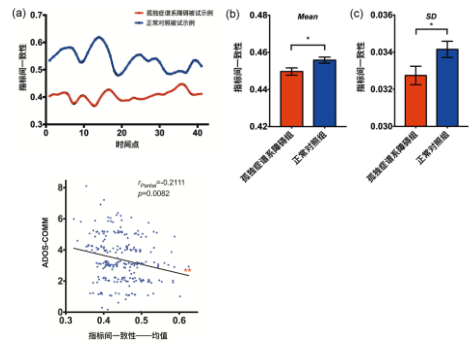 (a)
孤独症谱系障碍被试示例
正常对照被试示例
指标间一致性
0.7
0.6
0.5
0.4
0.3
0
10
20
30
40
时间点
(b)
Mean
*
指标间一致性
0.48
0.46
0.44
0.42
孤独症谱系障碍组
正常对照组
(c)
SD
*
指标间一致性
0.036
0.034
0.032
0.030
孤独症谱系障碍组
正常对照组
rPartial=-0.2111
p=0.0082
ADOS-COMM
8
6
4
2
0
0.3
0.4
0.5
0.6
**
指标间一致性——均值